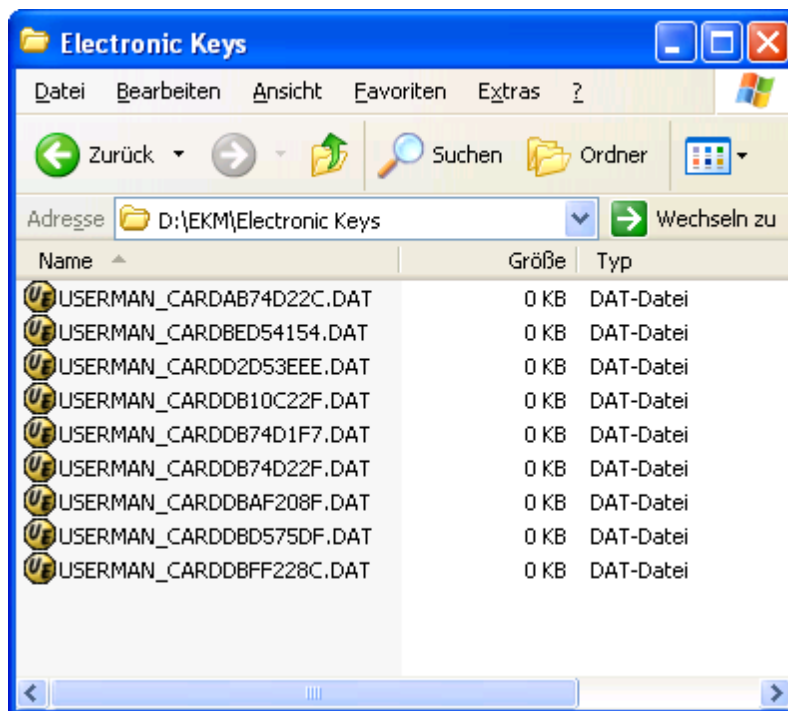 Electronic Keys
Datei Bearbeiten Ansicht Favoriten Extras ?
Zurück Suchen Ordner
Adresse D:\EKM\Electronic Keys Wechseln zu
Name Größe Typ
USERMAN_CARDAB74D22C.DAT 0 KB DAT-Datei
USERMAN_CARDBED54154.DAT 0 KB DAT-Datei
USERMAN_CARDD2D53EEE.DAT 0 KB DAT-Datei
USERMAN_CARDDB10C22F.DAT 0 KB DAT-Datei
USERMAN_CARDDB74D1F7.DAT 0 KB DAT-Datei
USERMAN_CARDDB74D22F.DAT 0 KB DAT-Datei
USERMAN_CARDDBAF208F.DAT 0 KB DAT-Datei
USERMAN_CARDDBD575DF.DAT 0 KB DAT-Datei
USERMAN_CARDDBFF228C.DAT 0 KB DAT-Datei